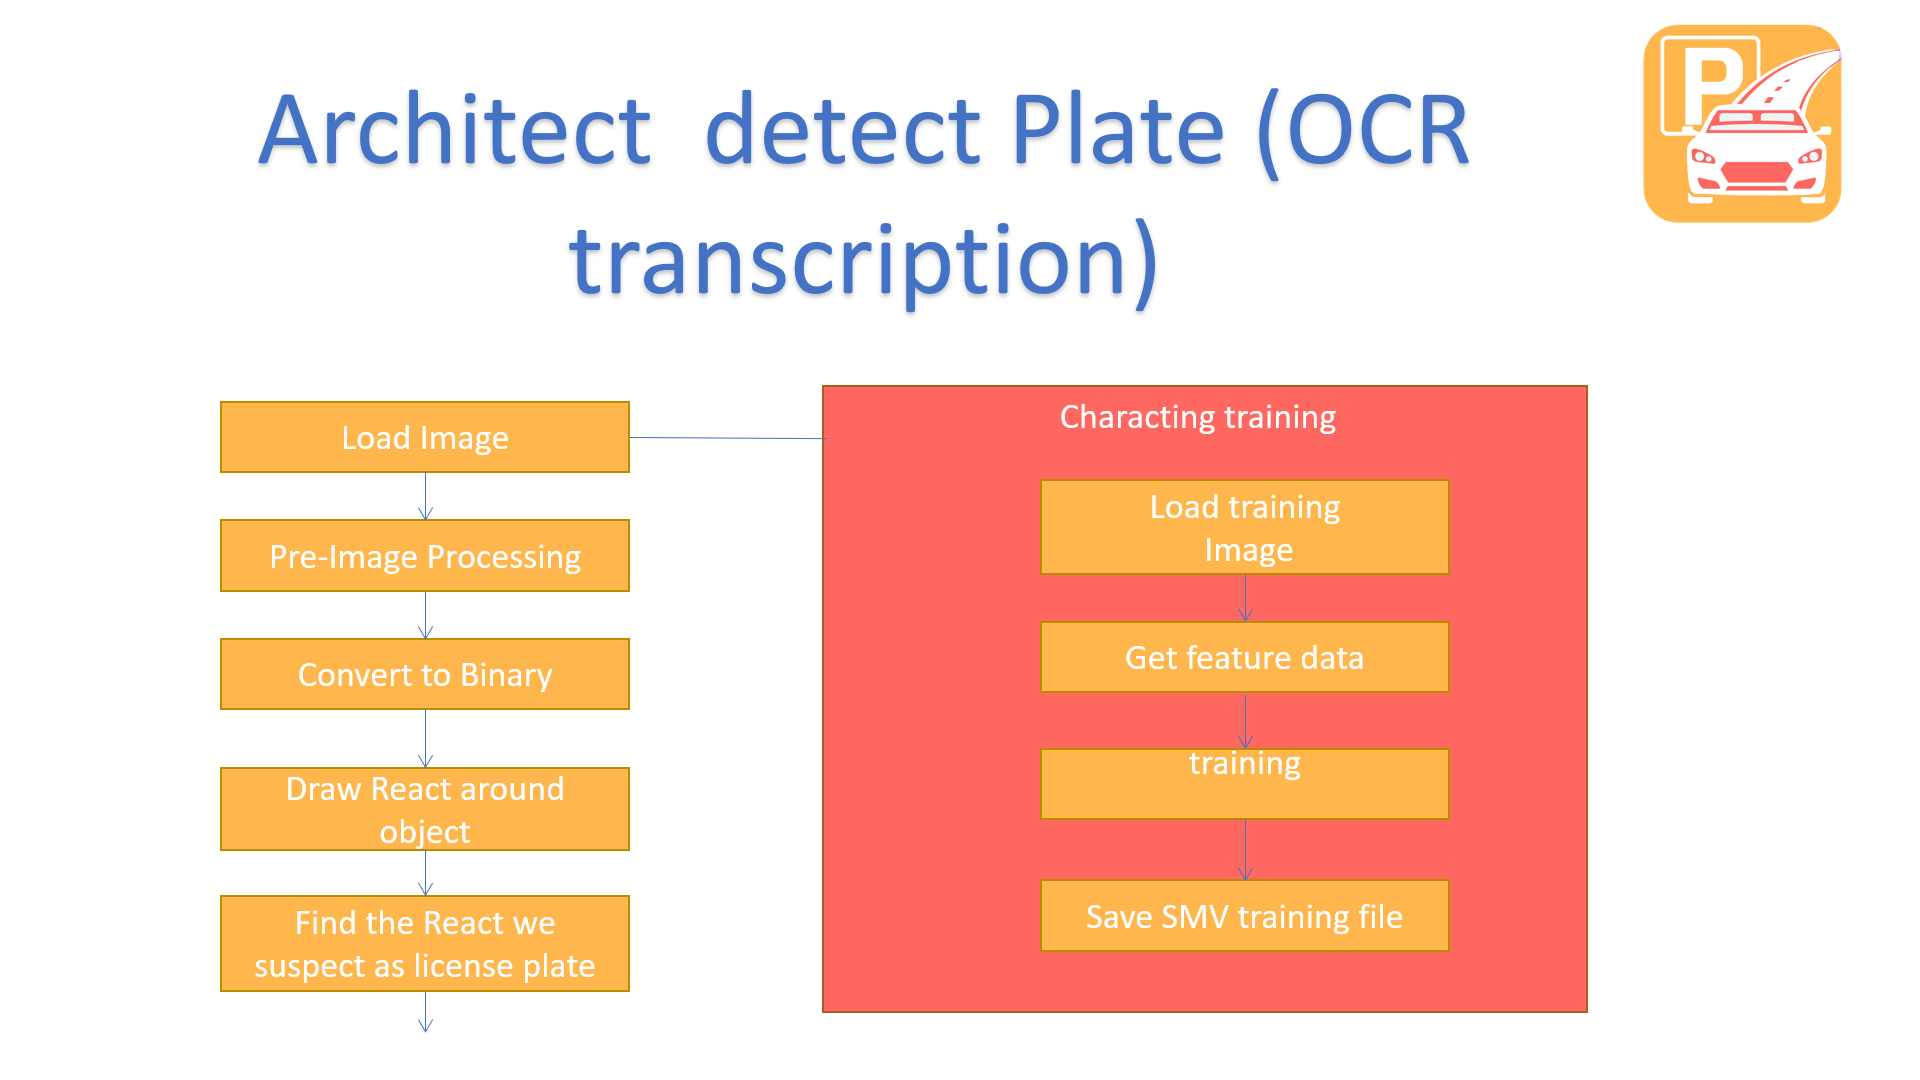 Architect  detect Plate (OCR
transcription)
P
Load Image
Pre-Image Processing
Convert to Binary
Draw React around
object
Find the React we
suspect as license plate
Characting training
Load training
Image
Get feature data
training
Save SMV training file